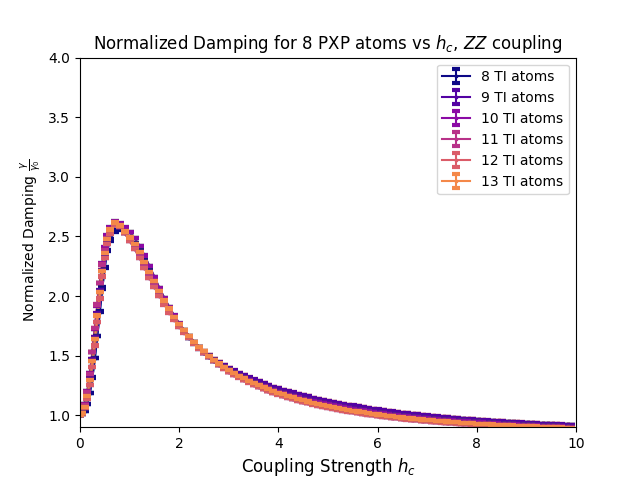 Normalized Damping for 8 PXP atoms vs $h_c$, $ZZ$ coupling
4.0
3.5
3.0
2.5
2.0
1.5
1.0
Normalized Damping $\frac{\gamma}{\gamma_0}$
8 TI atoms
9 TI atoms
10 TI atoms
11 TI atoms
12 TI atoms
13 TI atoms
0 2 4 6 8 10
Coupling Strength $h_c$